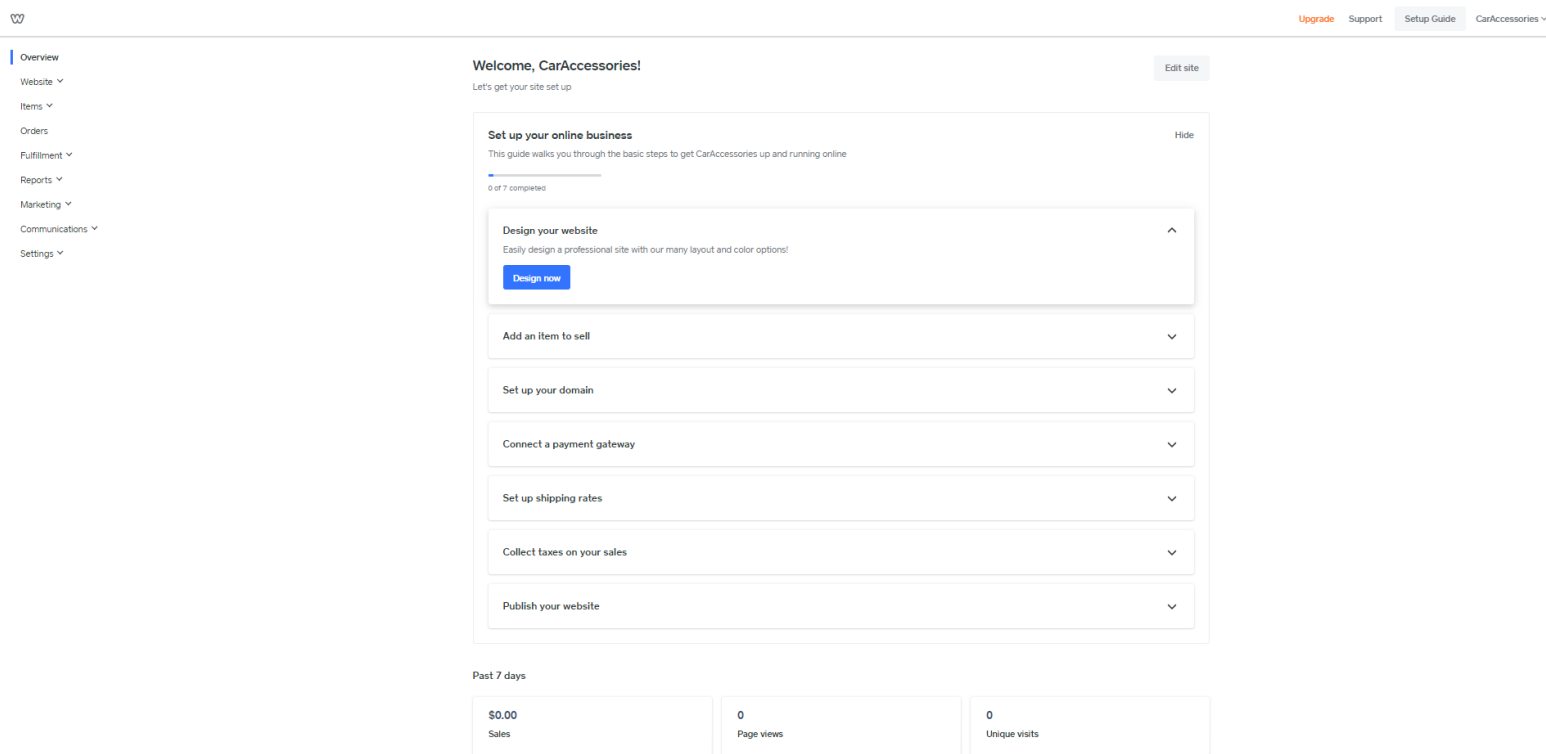 Upgrade Support Setup Guide CarAccessories
Overview
Website
Items
Orders
Fulfillment
Reports
Marketing
Communications
Settings
Welcome, CarAccessories!
Edit site
Let's get your site set up
Set up your online business
Hide
This guide walks you through the basic steps to get CarAccessories up and running online
0 of 7 completed
Design your website
Easily design a professional site with our many layout and color options!
Design now
Add an item to sell
Set up your domain
Connect a payment gateway
Set up shipping rates
Collect taxes on your sales
Publish your website
Past 7 days
$0.00
Sales
0
Page views
0
Unique visits